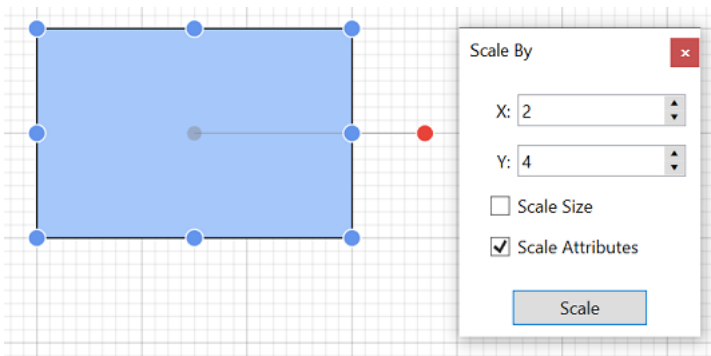 Scale By
X: 2
Y: 4
Scale Size
Scale Attributes
Scale